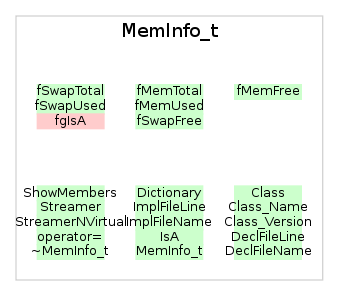 MemInfo_t
fSwapTotal fMemTotal fMemFree
fSwapUsed fMemUsed
fgIsA fSwapFree
ShowMembers Dictionary Class
Streamer ImplFileLine Class_Name
StreamerNVirtual ImplFileName Class_Version
operator= IsA DeclFileLine
~MemInfo_t MemInfo_t DeclFileName